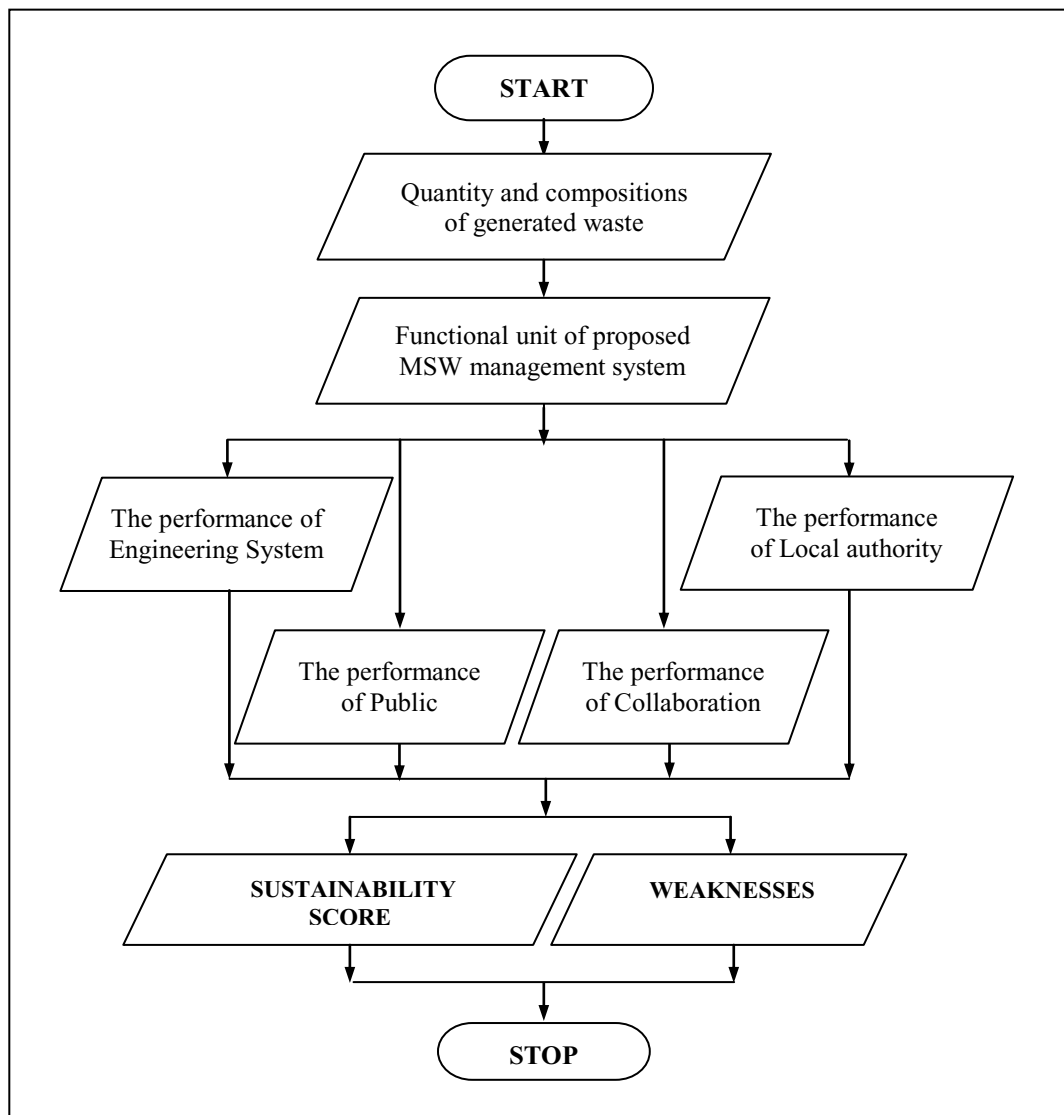 START
Quantity and compositions
of generated waste
Functional unit of proposed
MSW management system
The performance of
Engineering System
The performance
of Local authority
The performance
of Public
The performance
of Collaboration
SUSTAINABILITY
SCORE
WEAKNESSES
STOP